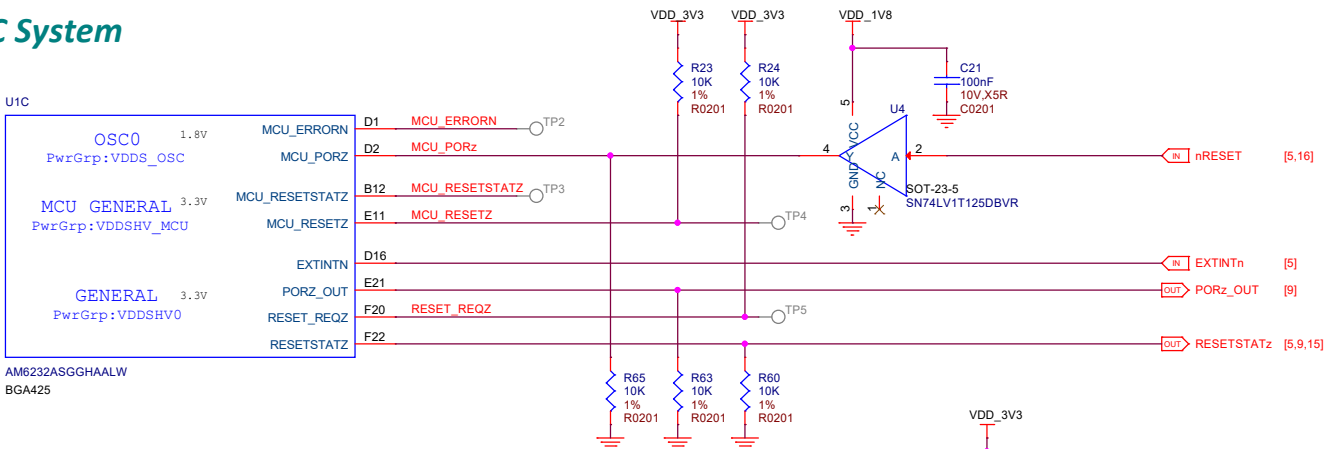 C System
VDD_3V3
VDD_3V3
VDD_1V8
R23
10K
1%
R0201
R24
10K
1%
R0201
C21
100nF
10V,X5R
C0201
U1C
OSC0 1.8V
PwrGrp:VDDS_OSC
MCU GENERAL 3.3V
PwrGrp:VDDSHV_MCU
GENERAL 3.3V
PwrGrp:VDDSHV0
MCU_ERRORN D1 MCU_ERRORN TP2
MCU_PORZ D2 MCU_PORz
MCU_RESETSTATZ B12 MCU_RESETSTATZ TP3
MCU_RESETZ E11 MCU_RESETZ TP4
EXTINTN D16
PORZ_OUT E21
RESET_REQZ F20 RESET_REQZ TP5
RESETSTATZ F22
AM6232ASGGHAALW
BGA425
U4
5
VCC
4
Y
A
2
GND
NC
3
1
SOT-23-5
SN74LV1T125DBVR
IN nRESET [5,16]
IN EXTINTn [5]
OUT PORz_OUT [9]
OUT RESETSTATz [5,9,15]
R65
10K
1%
R0201
R63
10K
1%
R0201
R60
10K
1%
R0201
VDD_3V3